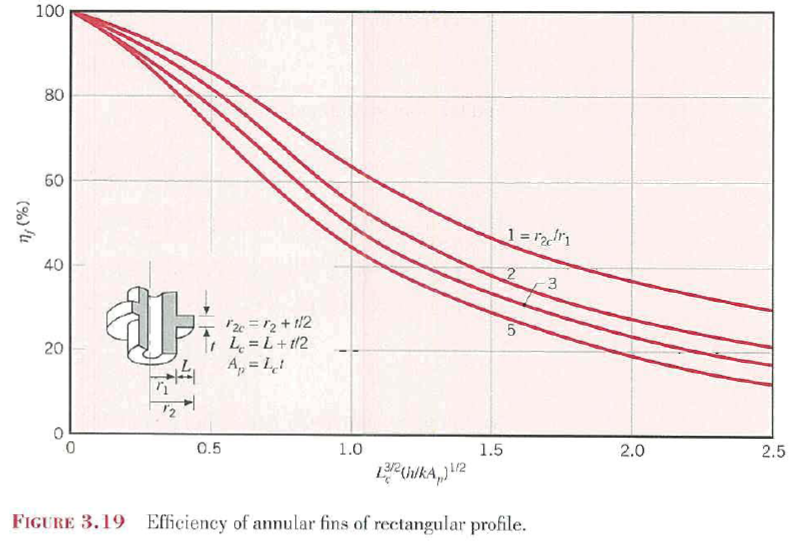 100
80
60
40
20
0
η_f (%)
1 = r_2c/r_1
2
3
5
r_2c = r_2 + t/2
L_c = L + t/2
A_p = L_c t
t
L
r_1
r_2
0 0.5 1.0 1.5 2.0 2.5
L_c^3/2 (h/kA_p)^1/2
FIGURE 3.19 Efficiency of annular fins of rectangular profile.